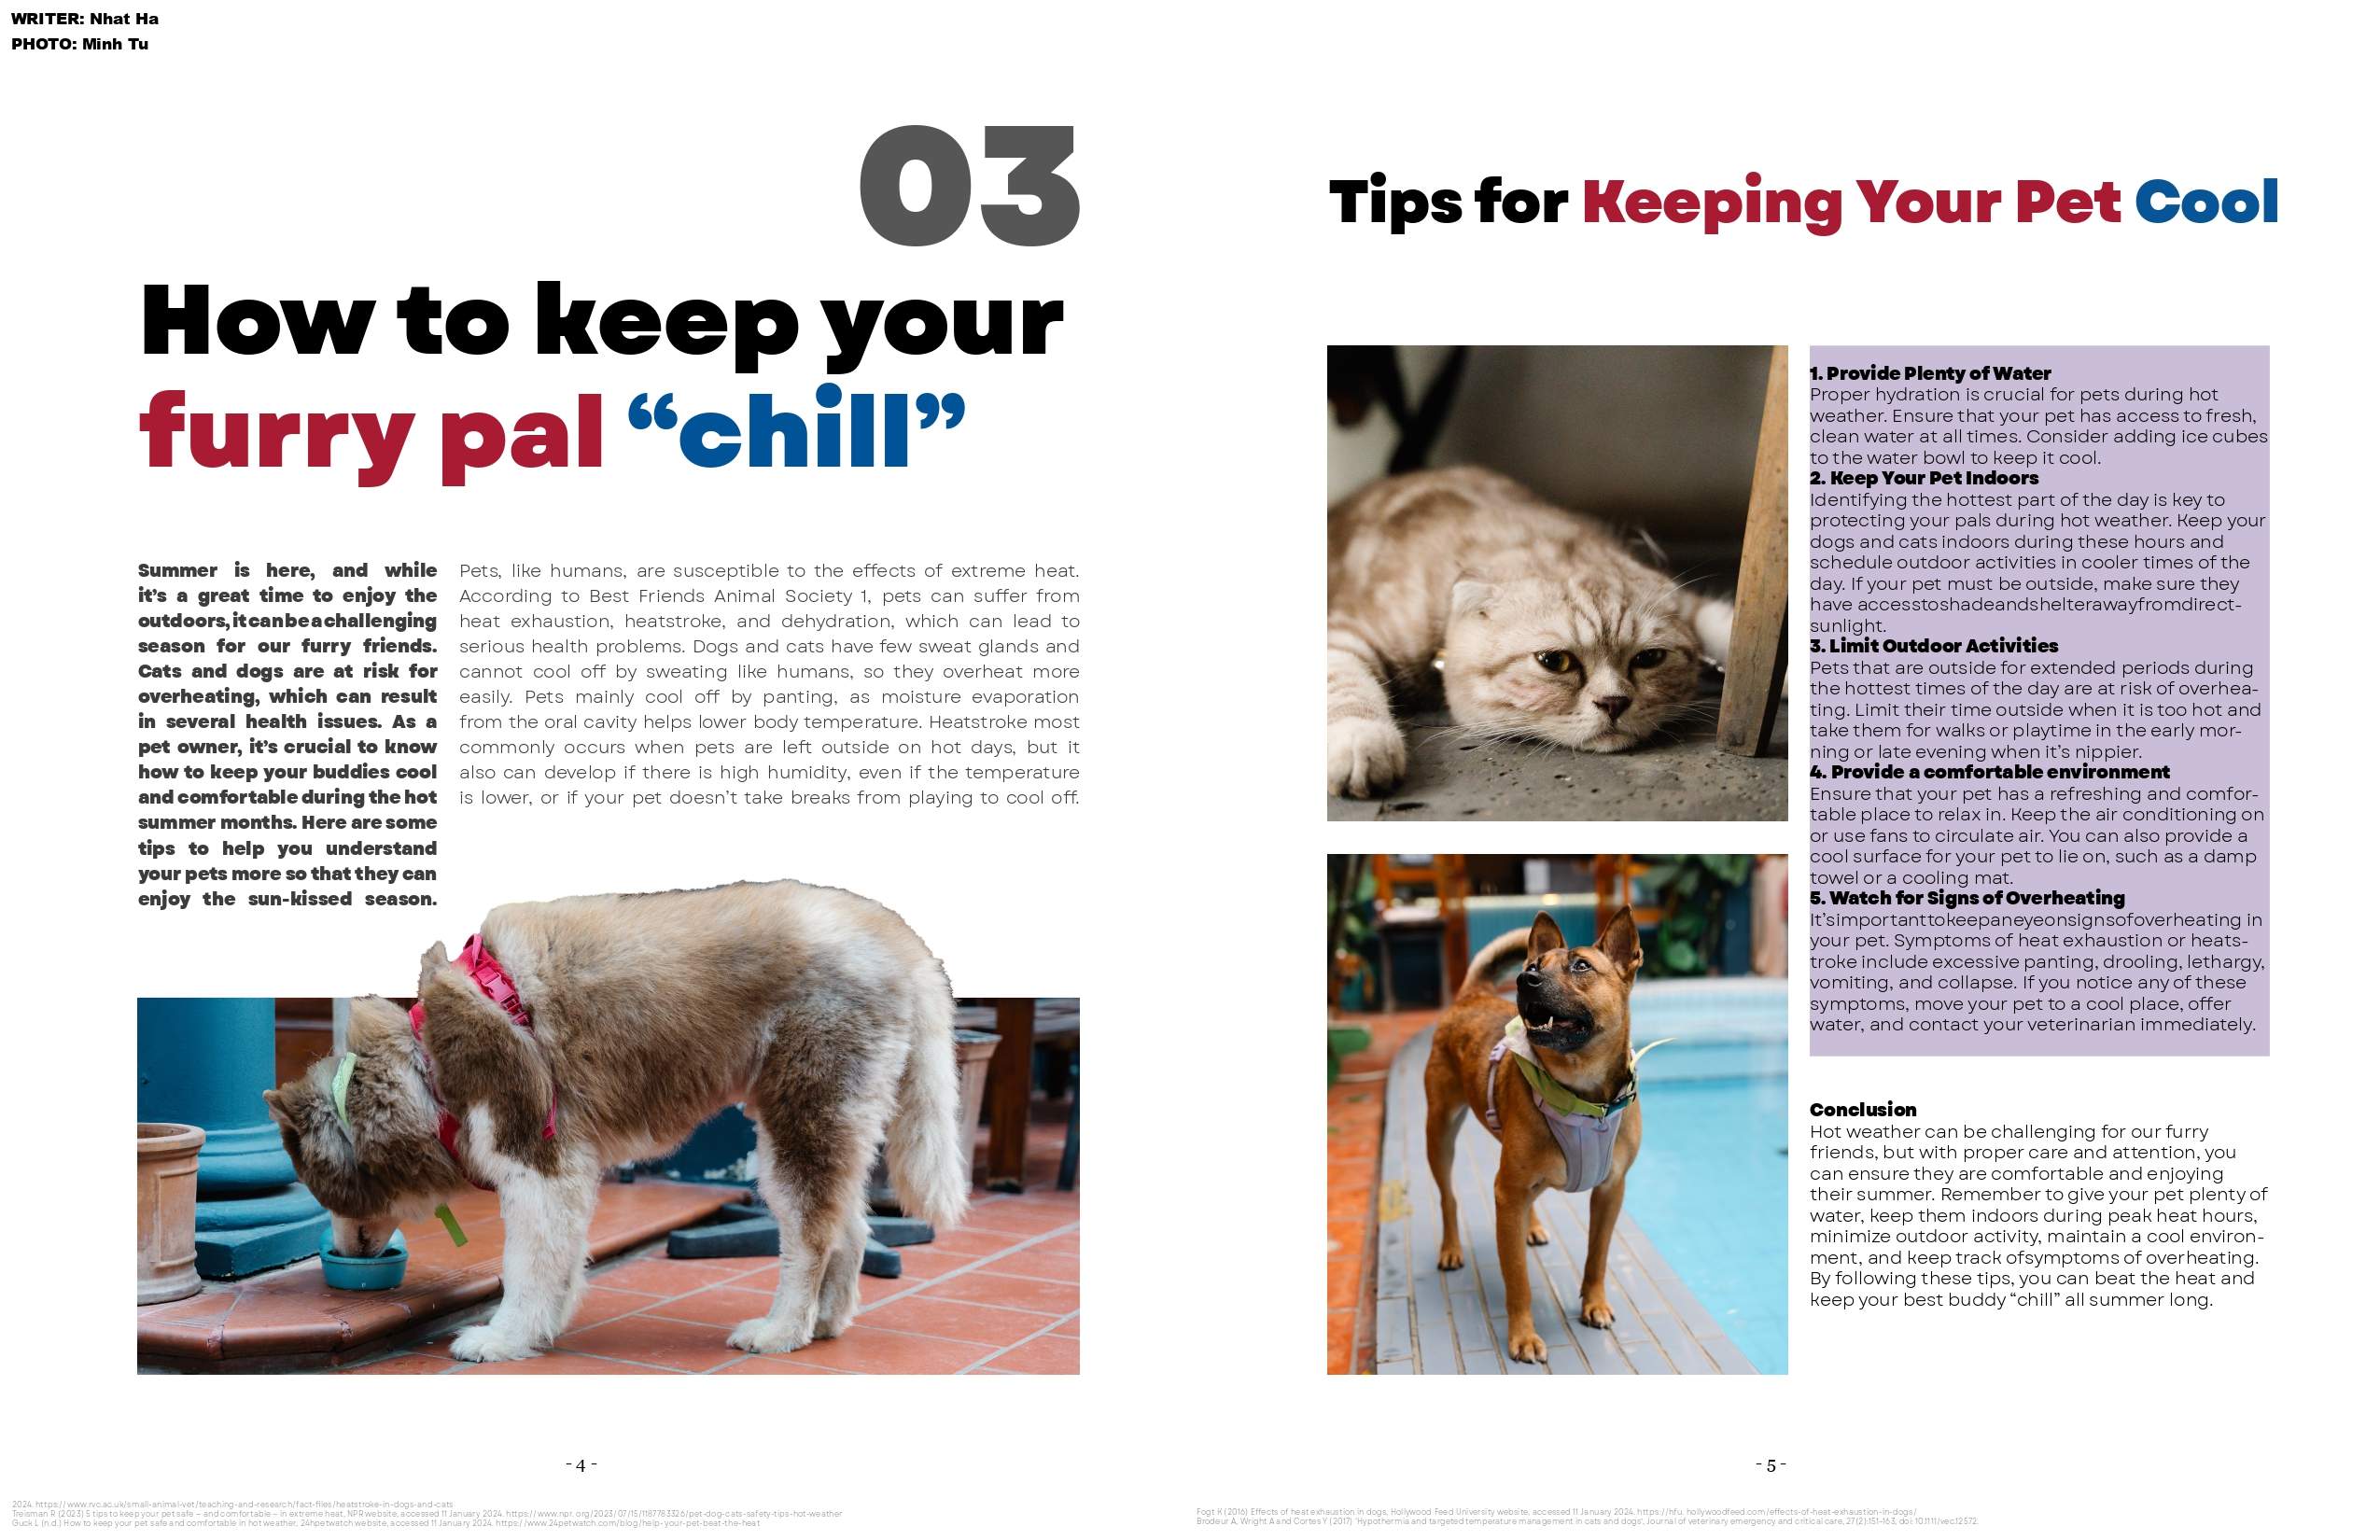 WRITER: Nhat Ha
PHOTO: Minh Tu
03
How to keep your
furry pal “chill”
Summer is here, and while
it’s a great time to enjoy the
outdoors, it can be a challenging
season for our furry friends.
Cats and dogs are at risk for
overheating, which can result
in several health issues. As a
pet owner, it’s crucial to know
how to keep your buddies cool
and comfortable during the hot
summer months. Here are some
tips to help you understand
your pets more so that they can
enjoy the sun-kissed season.
Pets, like humans, are susceptible to the effects of extreme heat.
According to Best Friends Animal Society 1, pets can suffer from
heat exhaustion, heatstroke, and dehydration, which can lead to
serious health problems. Dogs and cats have few sweat glands and
cannot cool off by sweating like humans, so they overheat more
easily. Pets mainly cool off by panting, as moisture evaporation
from the oral cavity helps lower body temperature. Heatstroke most
commonly occurs when pets are left outside on hot days, but it
also can develop if there is high humidity, even if the temperature
is lower, or if your pet doesn’t take breaks from playing to cool off.
- 4 -
2024. https://www.rvc.ac.uk/small-animal-vet/teaching-and-research/fact-files/heatstroke-in-dogs-and-cats
Treisman R (2023) 5 tips to keep your pet safe — and comfortable — in extreme heat, NPR website, accessed 11 January 2024. https://www.npr.org/2023/07/15/1187783326/pet-dog-cats-safety-tips-hot-weather
Guck L (n.d.) How to keep your pet safe and comfortable in hot weather, 24hpetwatch website, accessed 11 January 2024. https://www.24petwatch.com/blog/help-your-pet-beat-the-heat
Tips for Keeping Your Pet Cool
1. Provide Plenty of Water
Proper hydration is crucial for pets during hot
weather. Ensure that your pet has access to fresh,
clean water at all times. Consider adding ice cubes
to the water bowl to keep it cool.
2. Keep Your Pet Indoors
Identifying the hottest part of the day is key to
protecting your pals during hot weather. Keep your
dogs and cats indoors during these hours and
schedule outdoor activities in cooler times of the
day. If your pet must be outside, make sure they
have accesstoshadeandshelterawayfromdirect-
sunlight.
3. Limit Outdoor Activities
Pets that are outside for extended periods during
the hottest times of the day are at risk of overhea-
ting. Limit their time outside when it is too hot and
take them for walks or playtime in the early mor-
ning or late evening when it’s nippier.
4. Provide a comfortable environment
Ensure that your pet has a refreshing and comfor-
table place to relax in. Keep the air conditioning on
or use fans to circulate air. You can also provide a
cool surface for your pet to lie on, such as a damp
towel or a cooling mat.
5. Watch for Signs of Overheating
It’simportanttokeepaneyeonsignsofoverheating in
your pet. Symptoms of heat exhaustion or heats-
troke include excessive panting, drooling, lethargy,
vomiting, and collapse. If you notice any of these
symptoms, move your pet to a cool place, offer
water, and contact your veterinarian immediately.
Conclusion
Hot weather can be challenging for our furry
friends, but with proper care and attention, you
can ensure they are comfortable and enjoying
their summer. Remember to give your pet plenty of
water, keep them indoors during peak heat hours,
minimize outdoor activity, maintain a cool environ-
ment, and keep track ofsymptoms of overheating.
By following these tips, you can beat the heat and
keep your best buddy “chill” all summer long.
- 5 -
Fogt K (2016) Effects of heat exhaustion in dogs, Hollywood Feed University website, accessed 11 January 2024. https://hfu. hollywoodfeed.com/effects-of-heat-exhaustion-in-dogs/
Brodeur A, Wright A and Cortes Y (2017) 'Hypothermia and targeted temperature management in cats and dogs', Journal of veterinary emergency and critical care, 27(2):151-163, doi: 10.1111/vec.12572.